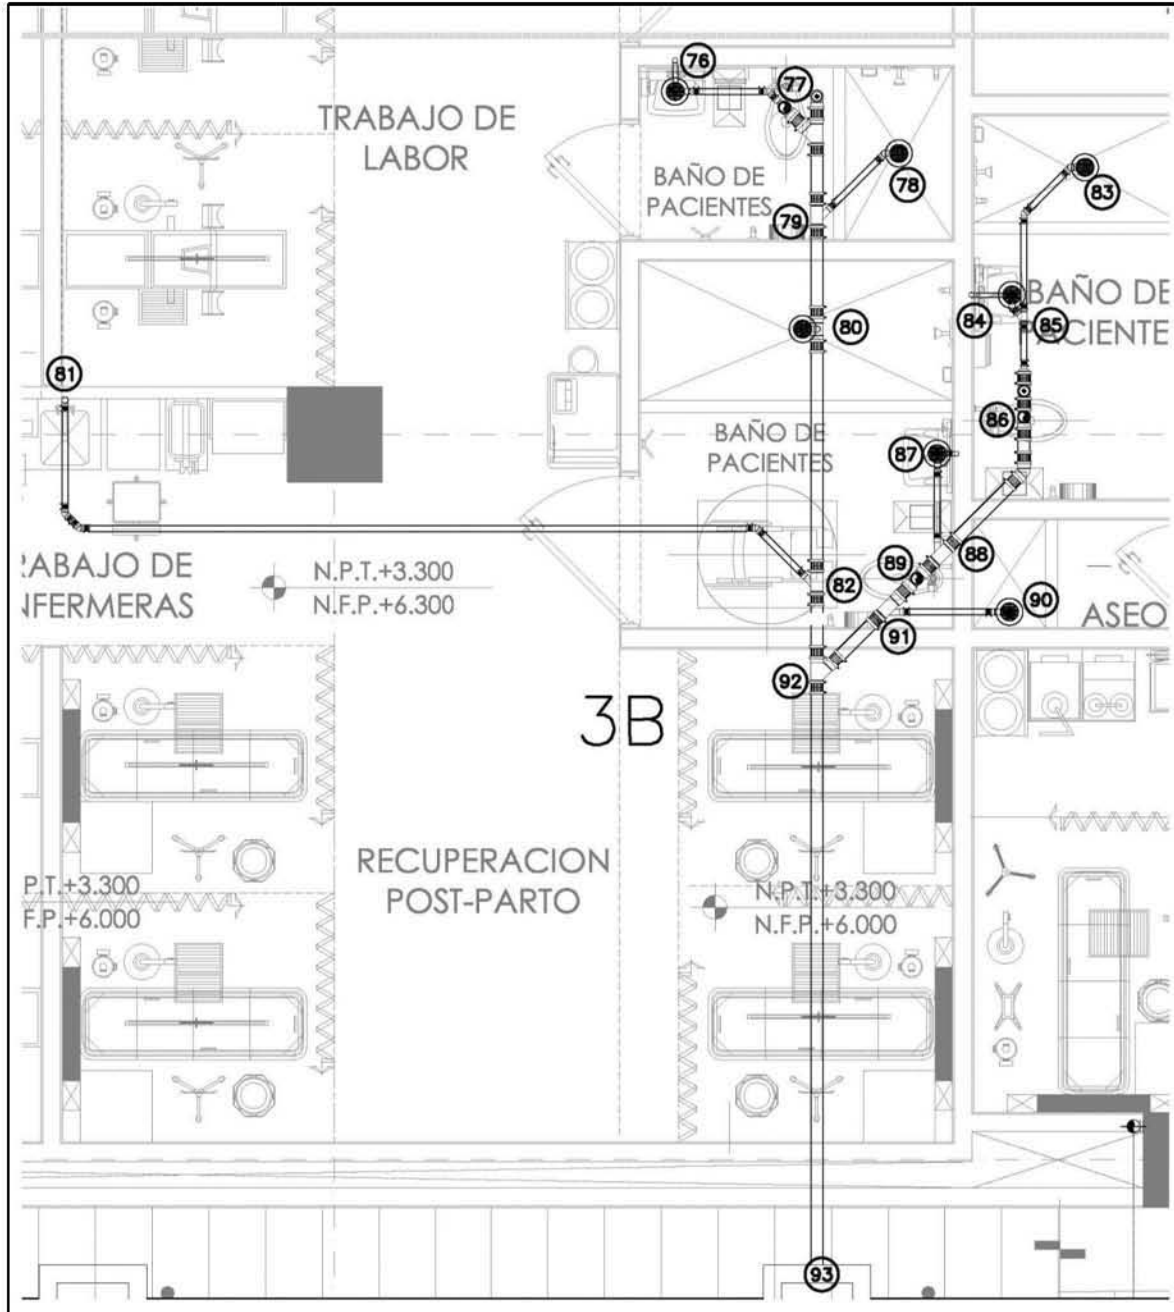 76
77
TRABAJO DE
LABOR
78
83
BAÑO DE
PACIENTES
79
84
85
BAÑO DE
ACIENTE
80
81
86
BAÑO DE
PACIENTES
87
88
RABAJO DE
NFERMERAS
N.P.T.+3.300
N.F.P.+6.300
89
82
90
ASEO
91
92
3B
RECUPERACION
POST-PARTO
P.T.+3.300
F.P.+6.000
N.P.T.+3.300
N.F.P.+6.000
93